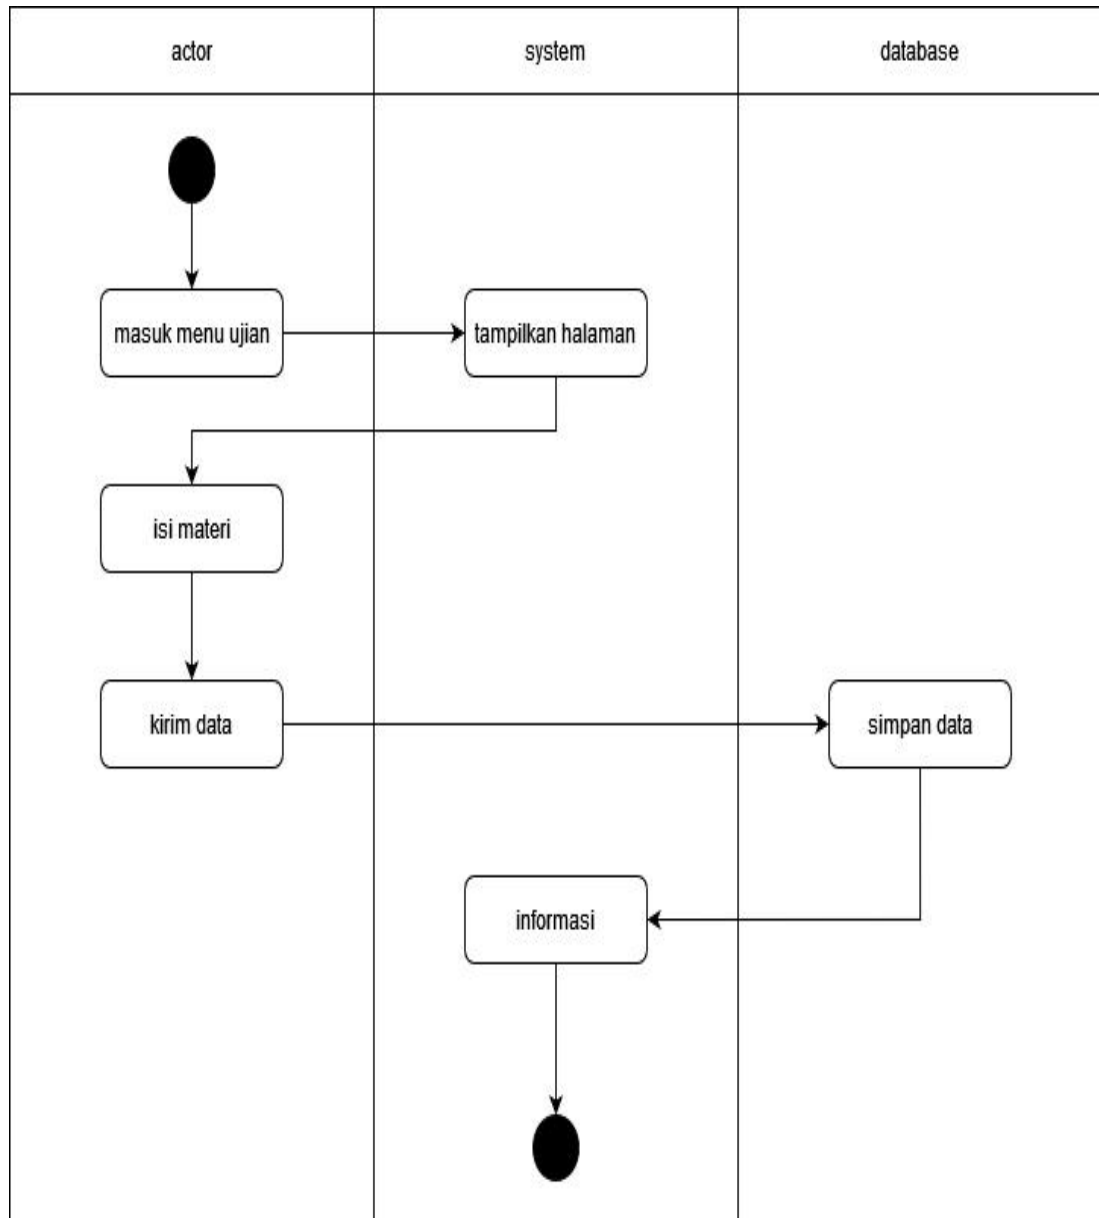 actor
system
database
masuk menu ujian
tampilkan halaman
isi materi
kirim data
simpan data
informasi